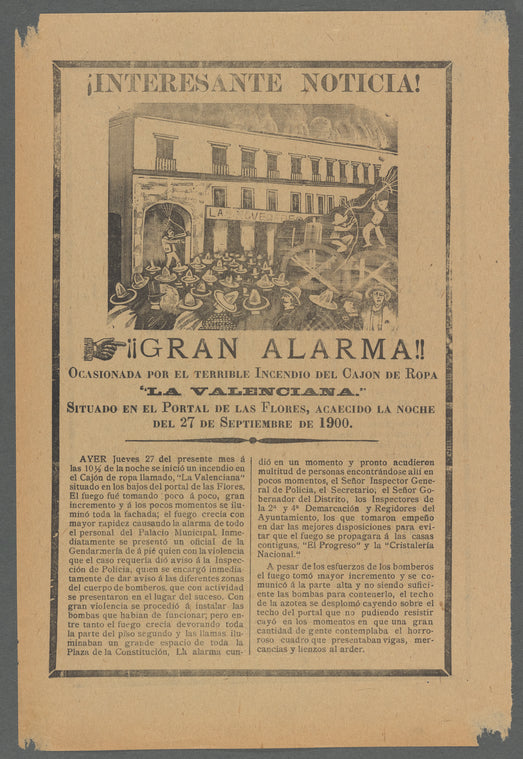 ¡INTERESANTE NOTICIA!
¡¡GRAN ALARMA!!
OCASIONADA POR EL TERRIBLE INCENDIO DEL CAJON DE ROPA
"LA VALENCIANA."
SITUADO EN EL PORTAL DE LAS FLORES, ACAECIDO LA NOCHE
DEL 27 DE SEPTIEMBRE DE 1900.
AYER Jueves 27 del presente mes á
las 10½ de la noche se inició un incendio en
el Cajón de ropa llamado, "La Valenciana"
situado en los bajos del portal de las Flores.
El fuego fué tomando poco á poco, gran
incremento y á los pocos momentos se ilu-
minó toda la fachada; el fuego crecía con
mayor rapidez causando la alarma de todo
el personal del Palacio Municipal. Inme-
diatamente se presentó un oficial de la
Gendarmería de á pié quien con la violencia
que el caso requería dió aviso á la Inspec-
ción de Policía, quen se encargó inmedia-
tamente de dar aviso á las diferentes zonas
del cuerpo de bomberos, que con actividad
se presentaron en el lugar del suceso. Con
gran violencia se procedió á instalar las
bombas que habían de funcionar; pero en-
tre tanto el fuego crecía devorando toda
la parte del piso segundo y las llamas ilu-
minaban un grande espacio de toda la
Plaza de la Constitución, La alarma cun-
dió en un momento y pronto acudieron
multitud de personas encontrándose allí en
pocos momentos, el Señor Inspector Gene-
ral de Policía, el Secretario; el Señor Go-
bernador del Distrito, los Inspectores de
la 2ª y 4ª Demarcación y Regidores del
Ayuntamiento, los que tomaron empeño
en dar las mejores disposiciones para evi-
tar que el fuego se propagara á las casas
contiguas, "El Progreso" y la "Cristalería
Nacional."
A pesar de los esfuerzos de los bomberos
el fuego tomó mayor incremento y se co-
municó á la parte alta y no siendo sufici-
ente las bombas para contenerlo, el techo
de la azotea se desplomó cayendo sobre el
techo del portal que no pudiendo resistir
cayó en los momentos en que una gran
cantidad de gente contemplaba el horro-
roso cuadro que presentaban vigas, mer-
cancías y lienzos al arder.